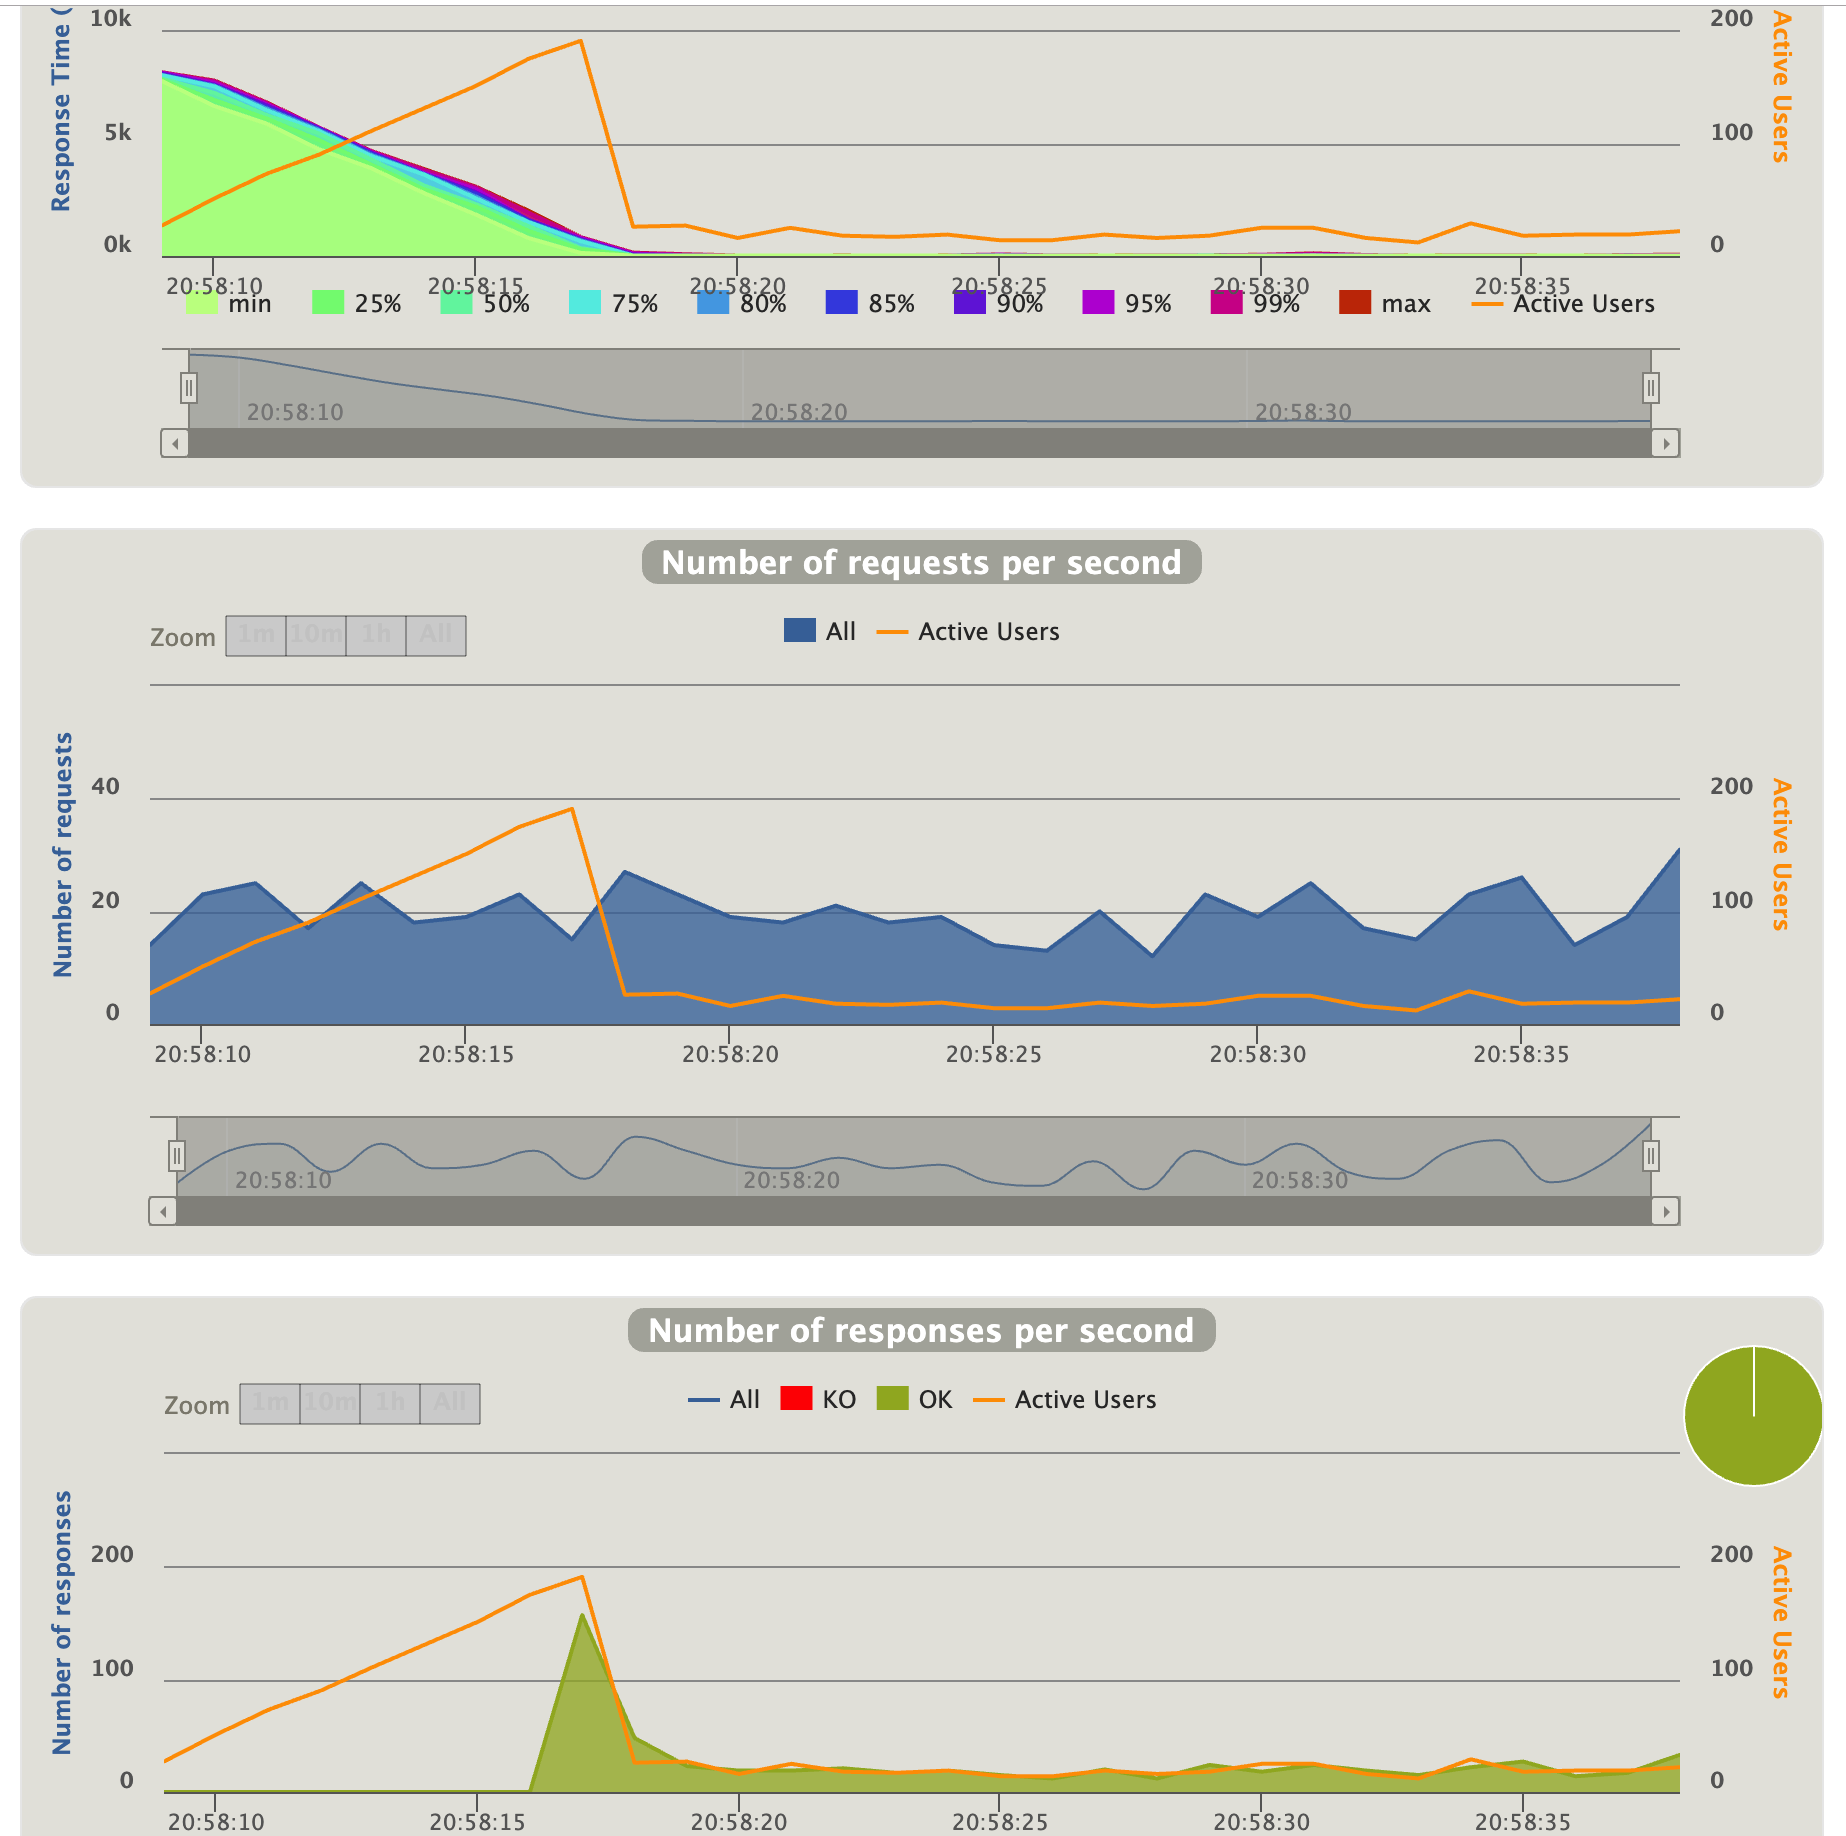 10k
200
Response Time (
Active Users
5k
100
0k
0
20:58:10 20:58:15 20:58:20 20:58:25 20:58:30 20:58:35
min 25% 50% 75% 80% 85% 90% 95% 99% max Active Users
20:58:10 20:58:20 20:58:30
Number of requests per second
Zoom 1m 10m 1h All
All Active Users
Number of requests
Active Users
40
200
20
100
0
0
20:58:10 20:58:15 20:58:20 20:58:25 20:58:30 20:58:35
20:58:10 20:58:20 20:58:30
Number of responses per second
Zoom 1m 10m 1h All
All KO OK Active Users
Number of responses
Active Users
200
200
100
100
0
0
20:58:10 20:58:15 20:58:20 20:58:25 20:58:30 20:58:35